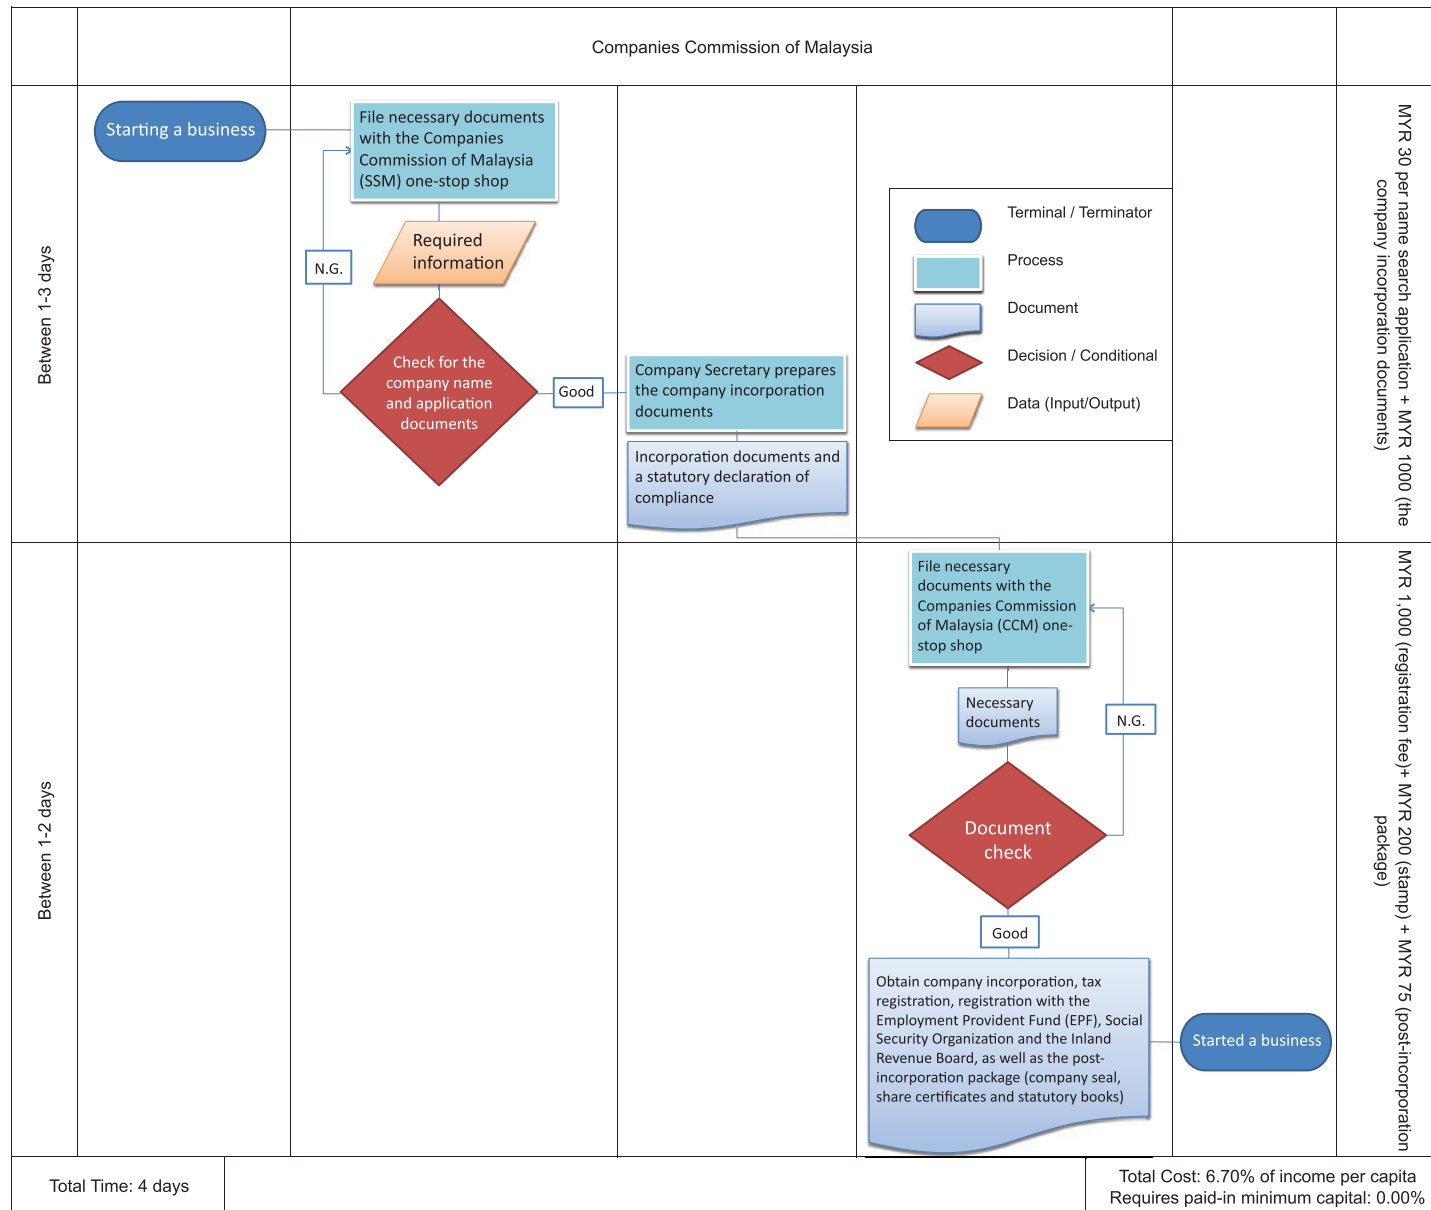 Companies Commission of Malaysia
Between 1-3 days
Starting a business
File necessary documents
with the Companies
Commission of Malaysia
(SSM) one-stop shop
Required
information
N.G.
Check for the
company name
and application
documents
Good
Company Secretary prepares
the company incorporation
documents
Incorporation documents and
a statutory declaration of
compliance
Terminal / Terminator
Process
Document
Decision / Conditional
Data (Input/Output)
MYR 30 per name search application + MYR 1000 (the
company incorporation documents)
Between 1-2 days
File necessary
documents with the
Companies Commission
of Malaysia (CCM) one-
stop shop
Necessary
documents
N.G.
Document
check
Good
Obtain company incorporation, tax
registration, registration with the
Employment Provident Fund (EPF), Social
Security Organization and the Inland
Revenue Board, as well as the post-
incorporation package (company seal,
share certificates and statutory books)
Started a business
MYR 1,000 (registration fee)+ MYR 200 (stamp) + MYR 75 (post-incorporation
package)
Total Time: 4 days
Total Cost: 6.70% of income per capita
Requires paid-in minimum capital: 0.00%